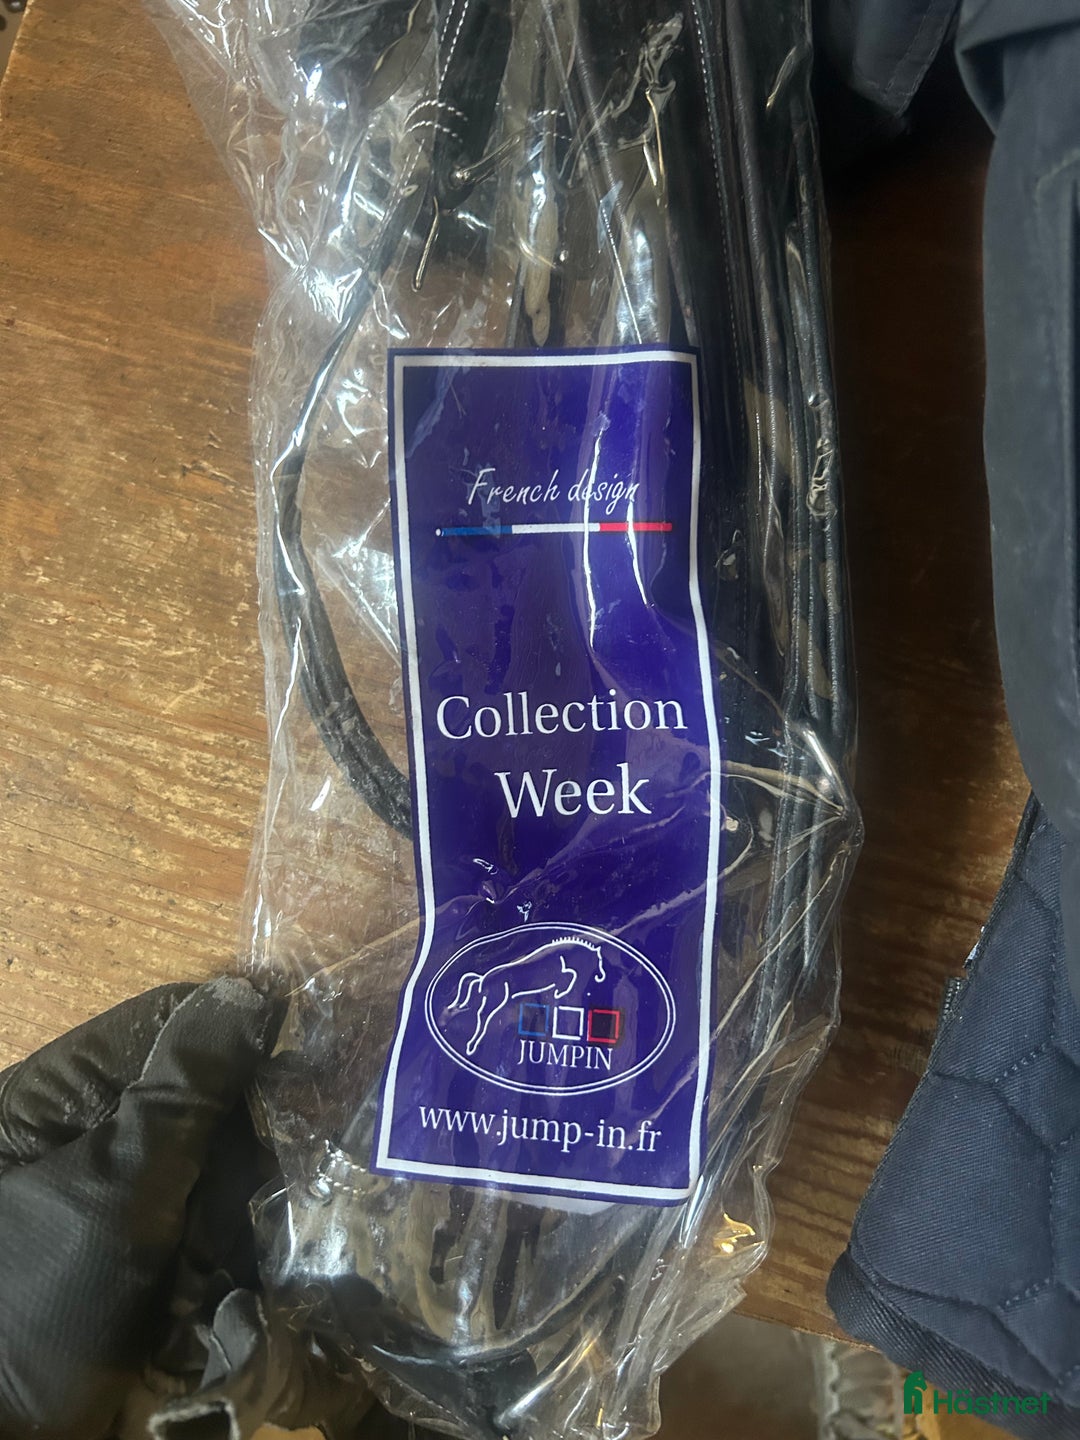 French design
Collection
Week
JUMPIN
www.jump-in.fr
Hästnet